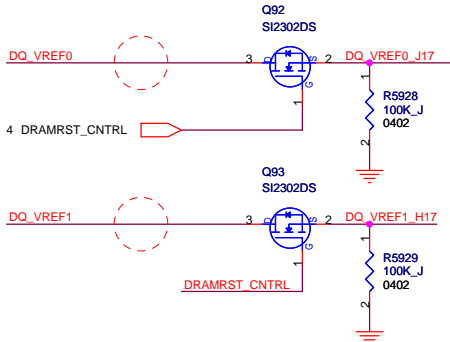 Q92
SI2302DS
DQ_VREF0
3
D
S
2
DQ_VREF0_J17
G
1
1
R5928
100K_J
0402
2
4 DRAMRST_CNTRL
Q93
SI2302DS
DQ_VREF1
3
D
S
2
DQ_VREF1_H17
G
1
1
R5929
100K_J
0402
2
DRAMRST_CNTRL